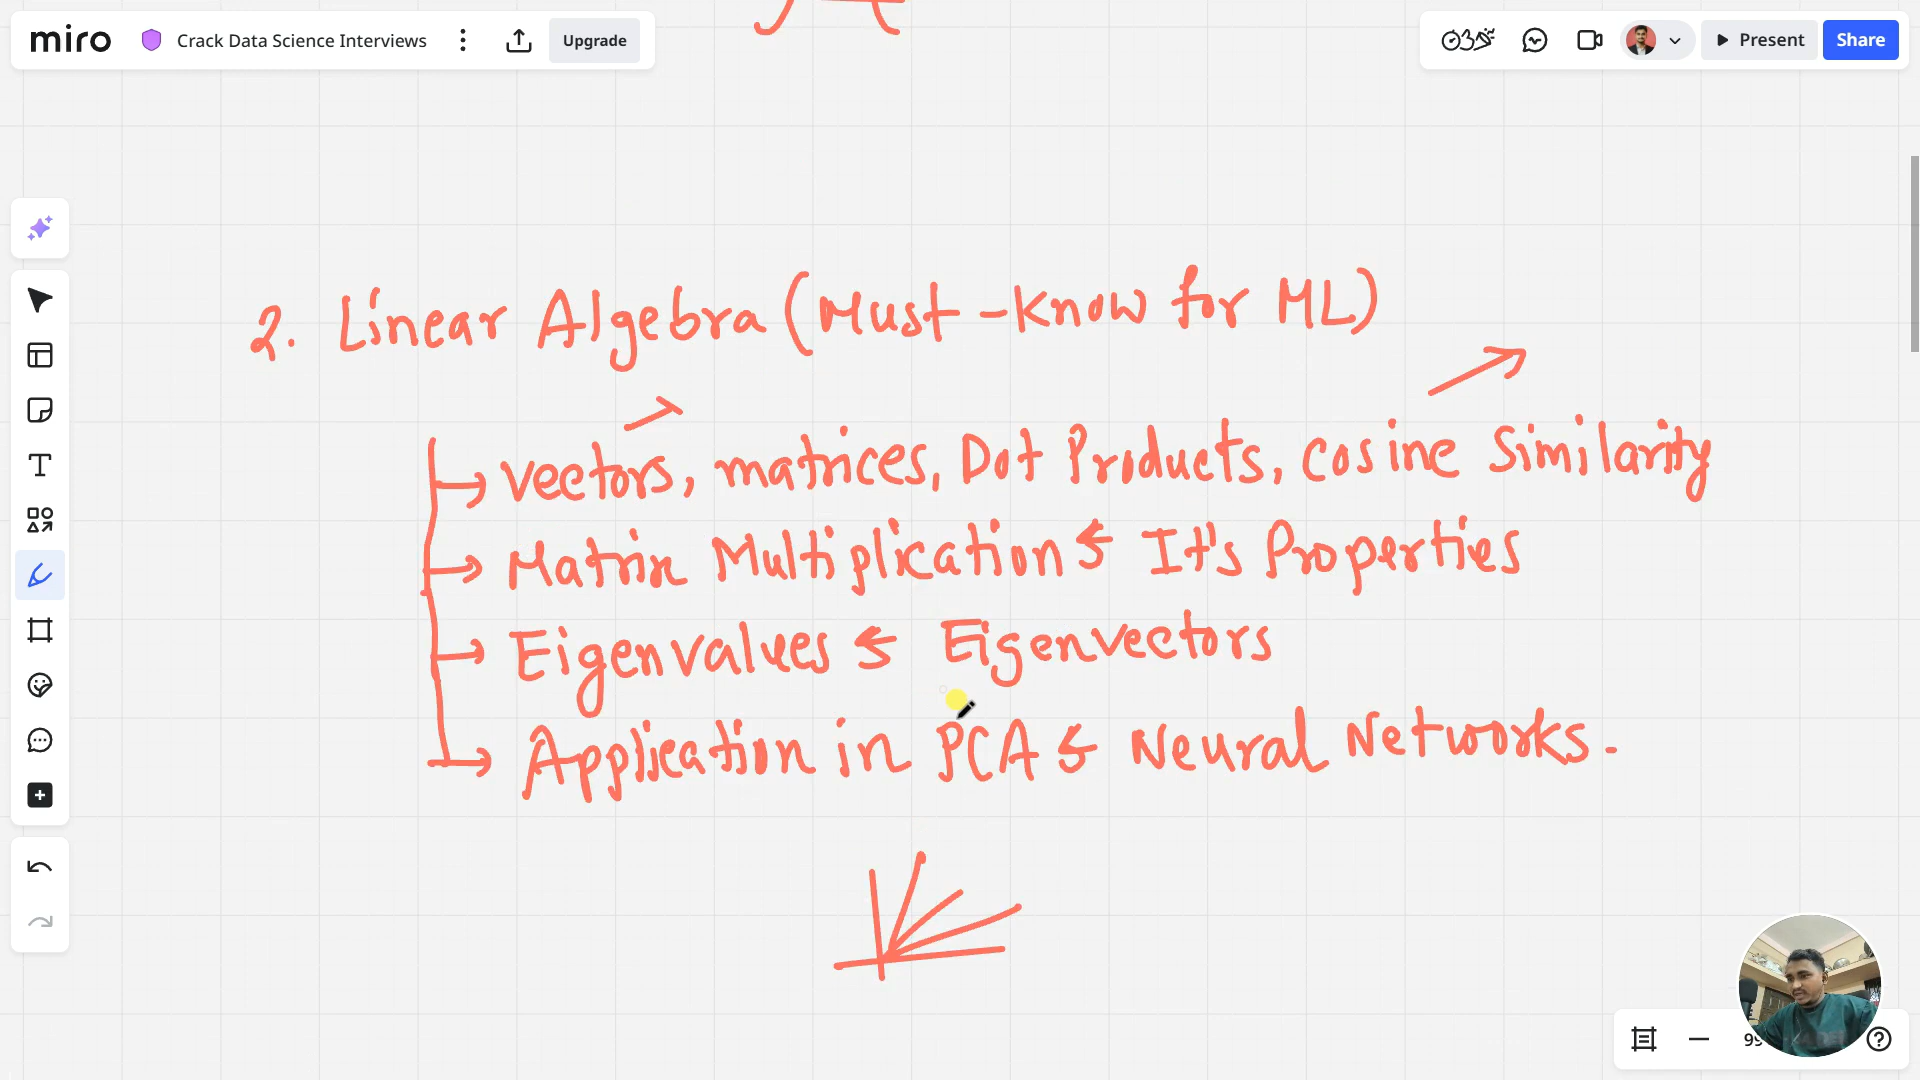 miro Crack Data Science Interviews Upgrade Present Share
2. Linear Algebra (Must-Know for ML)
Vectors, matrices, Dot Products, Cosine Similarity
Matrix Multiplication & It's Properties
Eigenvalues & Eigenvectors
Application in PCA & Neural Networks.